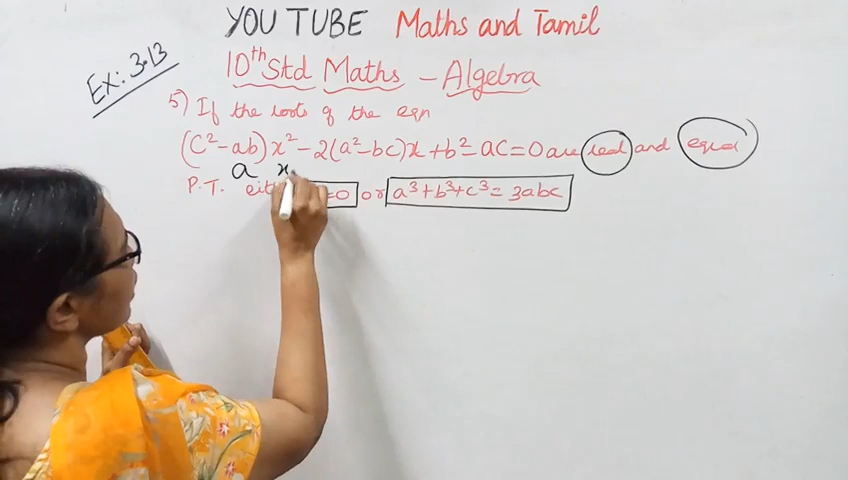 YOU TUBE Maths and Tamil
Ex: 3.13
10th Std Maths - Algebra
5) If the roots of the eqn
(C² - ab) x² - 2(a² - bc)x + b² - ac = 0 are real and equal
a x
P.T. =0 or a³ + b³ + c³ = 3abc